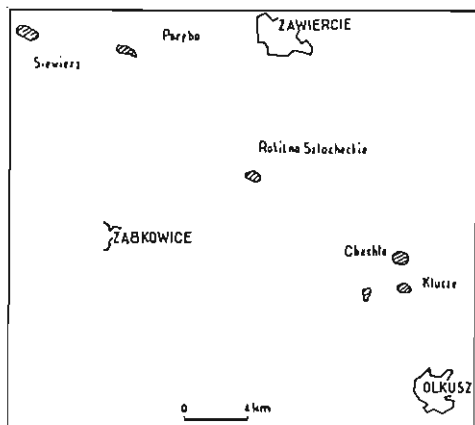 ZAWIERCIE
Poręba
Siewierz
Rokitno Szlacheckie
ZĄBKOWICE
Chechło
Klucze
OLKUSZ
0 4 km